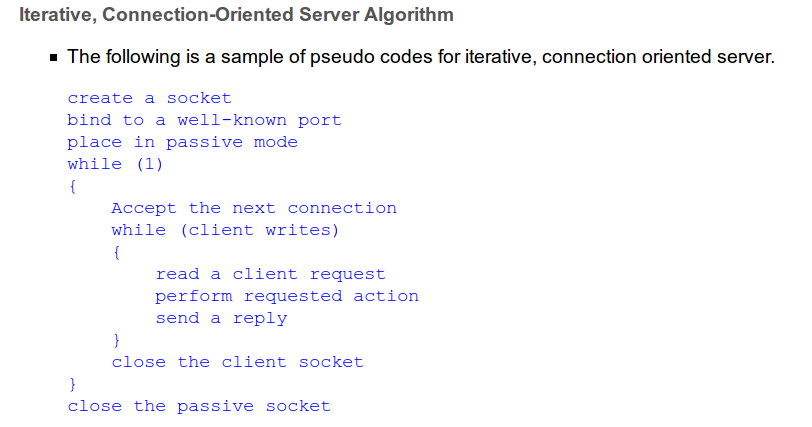 Iterative, Connection-Oriented Server Algorithm
▪ The following is a sample of pseudo codes for iterative, connection oriented server.
create a socket
bind to a well-known port
place in passive mode
while (1)
{
    Accept the next connection
    while (client writes)
    {
        read a client request
        perform requested action
        send a reply
    }
    close the client socket
}
close the passive socket